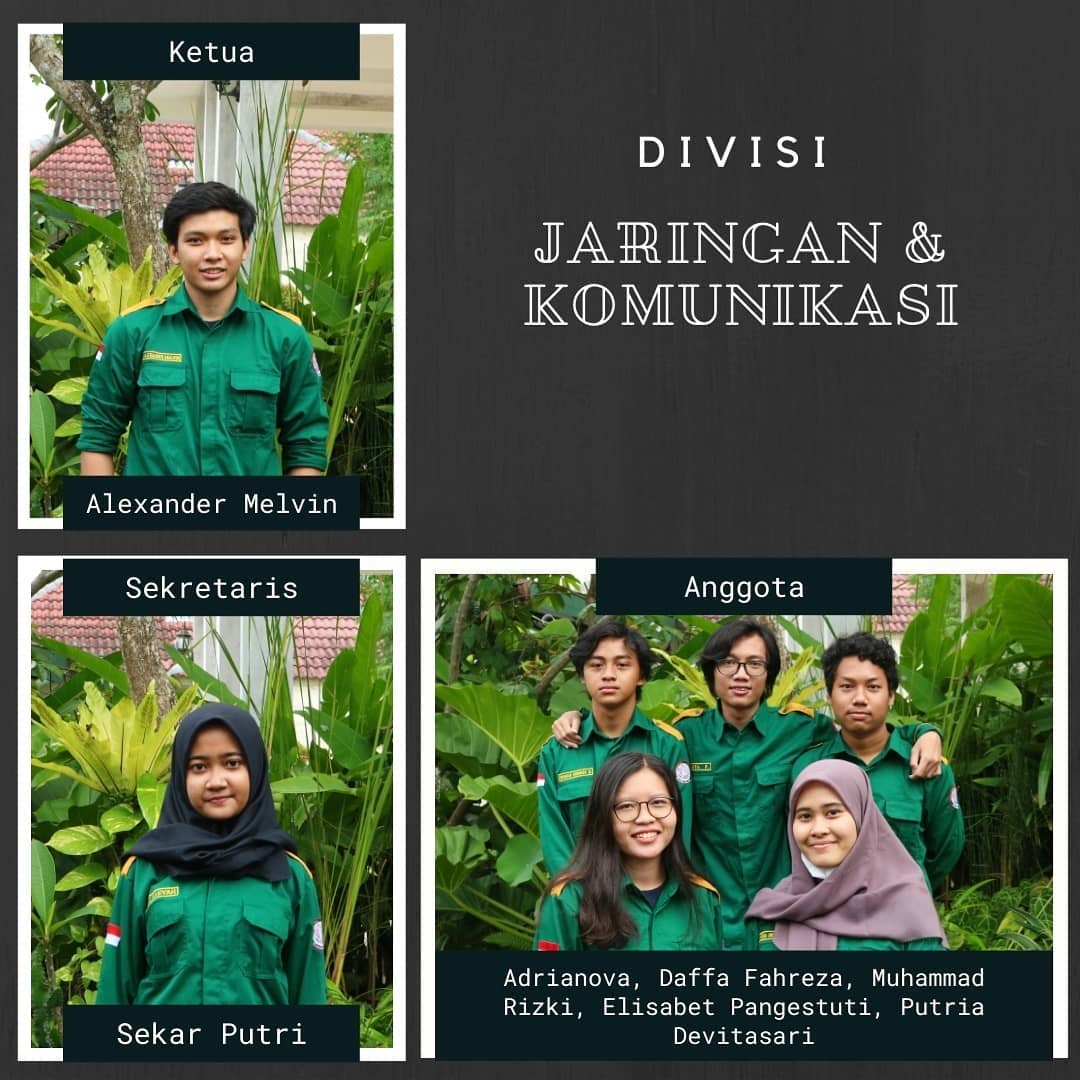 Ketua
Alexander Melvin
DIVISI
JARINGAN &
KOMUNIKASI
Sekretaris
Sekar Putri
Anggota
Adrianova, Daffa Fahreza, Muhammad
Rizki, Elisabet Pangestuti, Putria
Devitasari